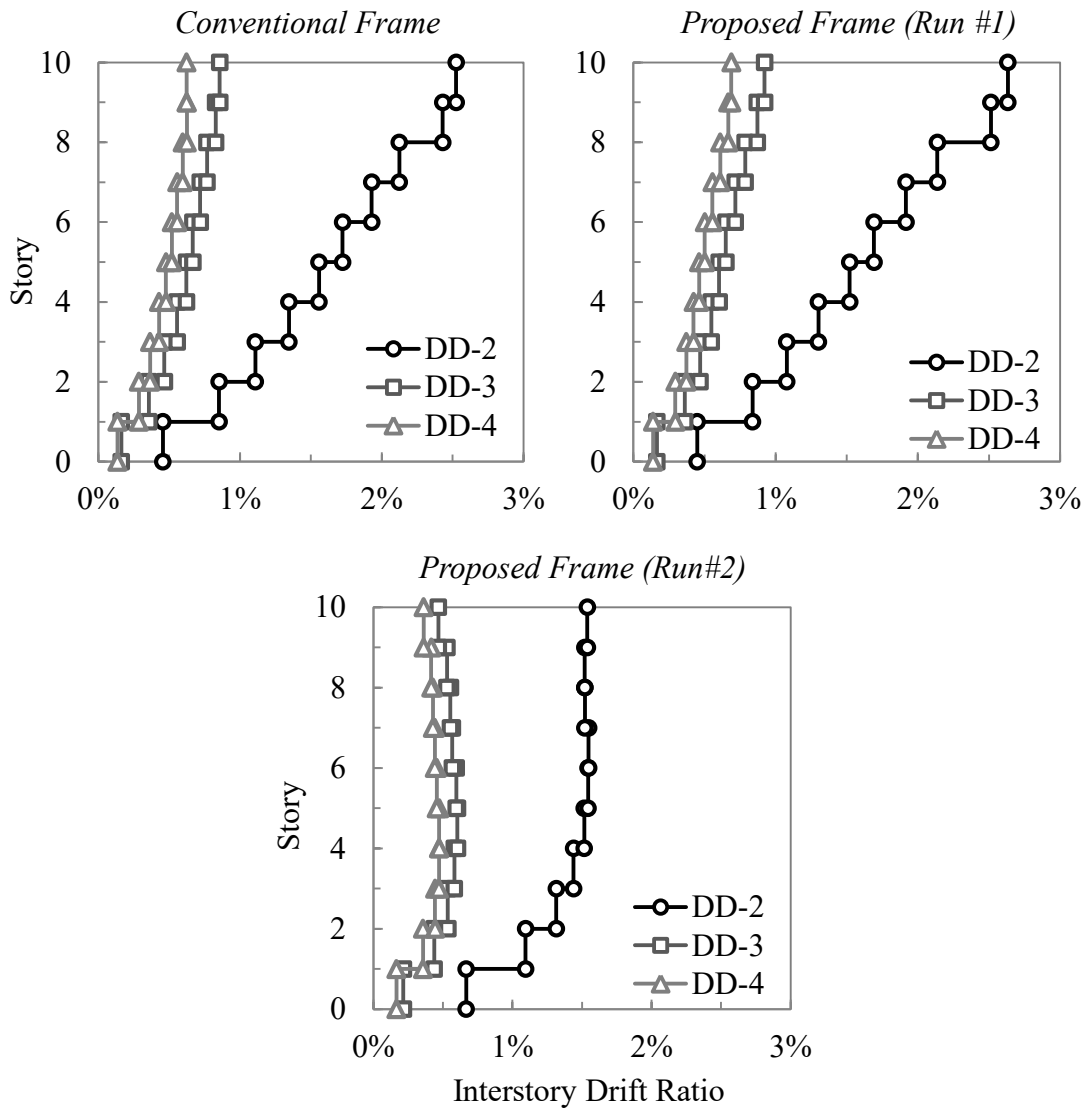 Conventional Frame
Proposed Frame (Run #1)
10
8
6
4
2
0
Story
0% 1% 2% 3%
DD-2
DD-3
DD-4
10
8
6
4
2
0
0% 1% 2% 3%
DD-2
DD-3
DD-4
Proposed Frame (Run#2)
10
8
6
4
2
0
Story
0% 1% 2% 3%
DD-2
DD-3
DD-4
Interstory Drift Ratio